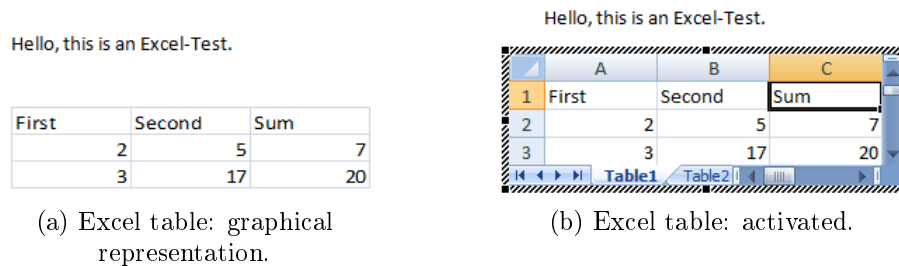 Hello, this is an Excel-Test.
First Second Sum
2 5 7
3 17 20
(a) Excel table: graphical
representation.
Hello, this is an Excel-Test.
A B C
1 First Second Sum
2 2 5 7
3 3 17 20
Table1 Table2
(b) Excel table: activated.